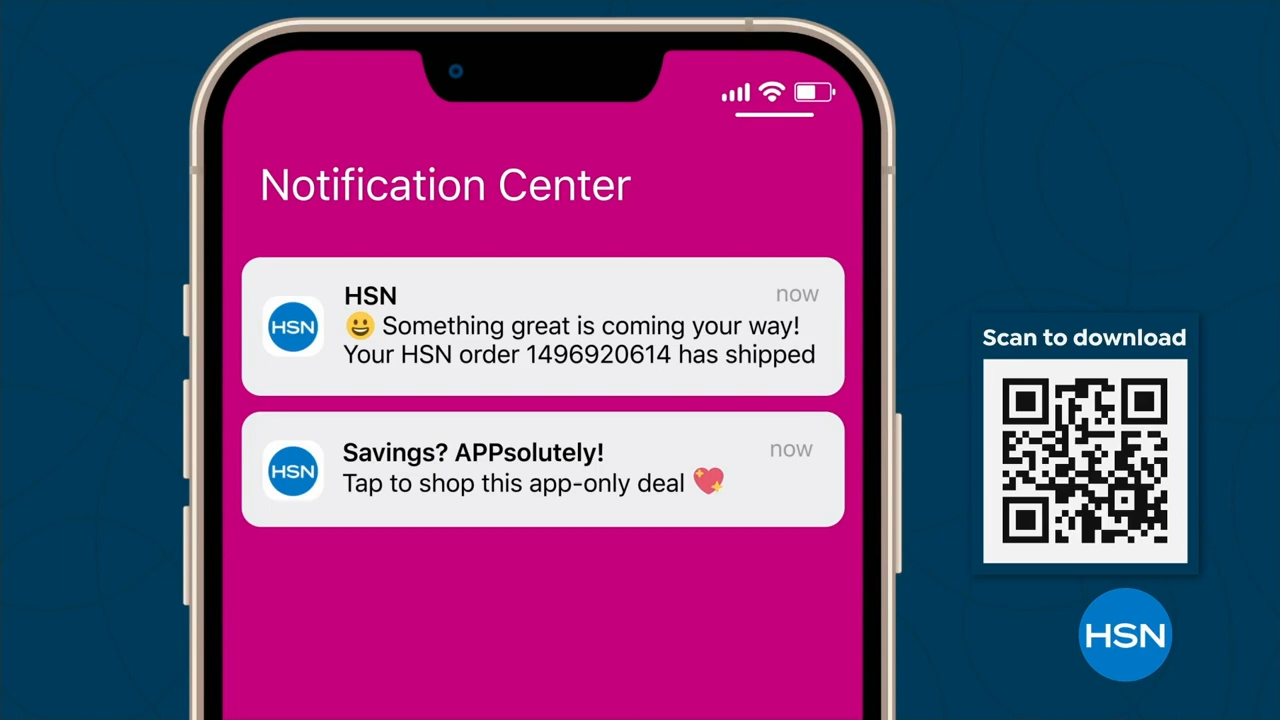 Notification Center
HSN
HSN
now
😀 Something great is coming your way!
Your HSN order 1496920614 has shipped
HSN
Savings? APPsolutely!
now
Tap to shop this app-only deal 💖
Scan to download
HSN